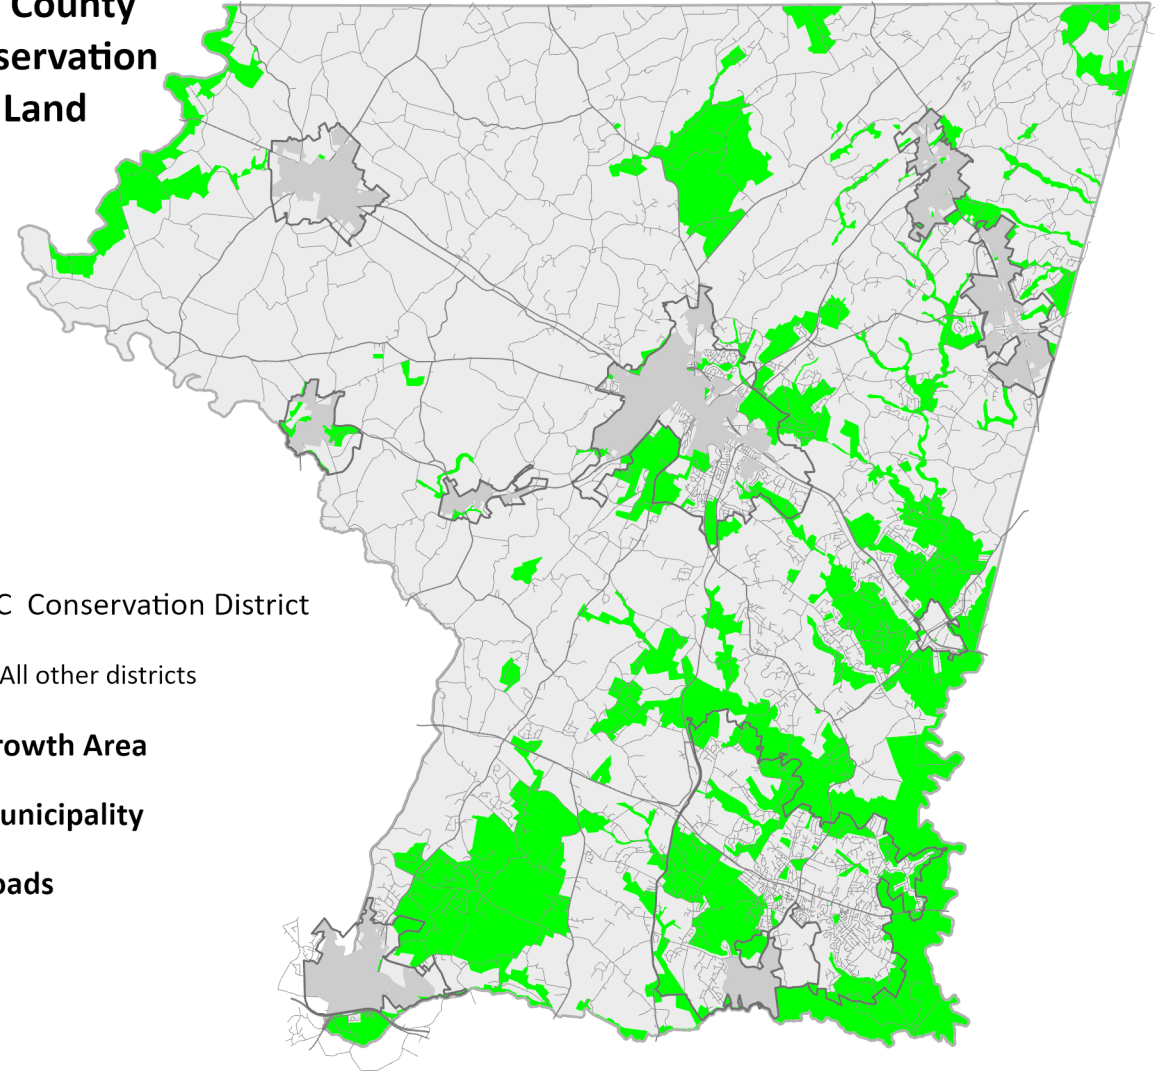 County
servation
Land
C Conservation District
All other districts
rowth Area
unicipality
oads